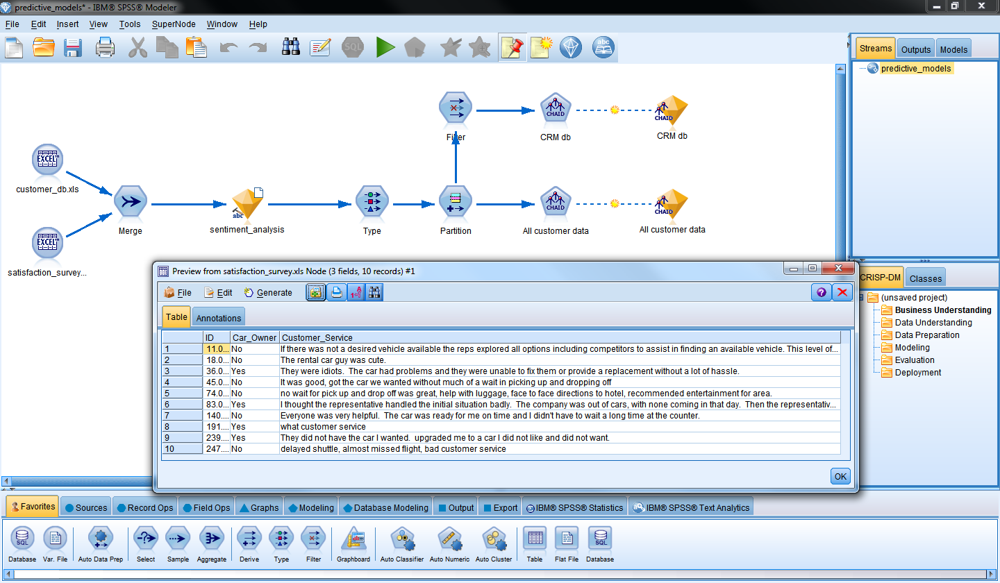 predictive_models* - IBM® SPSS® Modeler
File Edit Insert View Tools SuperNode Window Help
SQL
abc
Streams Outputs Models
predictive_models
EXCEL™
customer_db.xls
EXCEL™
satisfaction_survey...
Merge
abc
sentiment_analysis
Type
Partition
Filter
CHAID
CRM db
CHAID
CRM db
CHAID
All customer data
CHAID
All customer data
Preview from satisfaction_survey.xls Node (3 fields, 10 records) #1
File Edit Generate
Table Annotations
ID Car_Owner Customer_Service
1 11.0... No If there was not a desired vehicle available the reps explored all options including competitors to assist in finding an available vehicle. This level of...
2 18.0... No The rental car guy was cute.
3 36.0... Yes They were idiots.  The car had problems and they were unable to fix them or provide a replacement without a lot of hassle.
4 45.0... No It was good, got the car we wanted without much of a wait in picking up and dropping off
5 74.0... No no wait for pick up and drop off was great, help with luggage, face to face directions to hotel, recommended entertainment for area.
6 83.0... Yes I thought the representative handled the initial situation badly.  The company was out of cars, with none coming in that day.  Then the representativ...
7 140.... No Everyone was very helpful.  The car was ready for me on time and I didn't have to wait a long time at the counter.
8 191.... Yes what customer service
9 239.... Yes They did not have the car I wanted.  upgraded me to a car I did not like and did not want.
10 247.... No delayed shuttle, almost missed flight, bad customer service
OK
CRISP-DM Classes
(unsaved project)
Business Understanding
Data Understanding
Data Preparation
Modeling
Evaluation
Deployment
Favorites Sources Record Ops Field Ops Graphs Modeling Database Modeling Output Export IBM® SPSS® Statistics IBM® SPSS® Text Analytics
SQL
SQL
Database Var. File Auto Data Prep Select Sample Aggregate Derive Type Filter Graphboard Auto Classifier Auto Numeric Auto Cluster Table Flat File Database